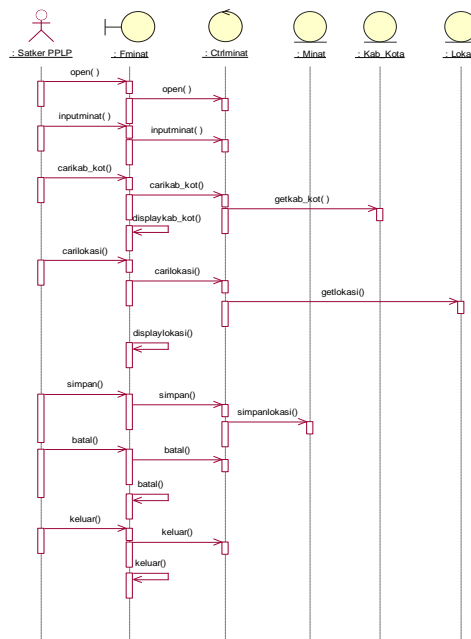 : Satker PPLP
: Fminat
: Ctrlminat
: Minat
: Kab_Kota
: Loka
open( )
open( )
inputminat( )
inputminat( )
carikab_kot()
carikab_kot()
getkab_kot( )
displaykab_kot()
carilokasi()
carilokasi()
getlokasi()
displaylokasi()
simpan()
simpan()
simpanlokasi()
batal()
batal()
batal()
keluar()
keluar()
keluar()